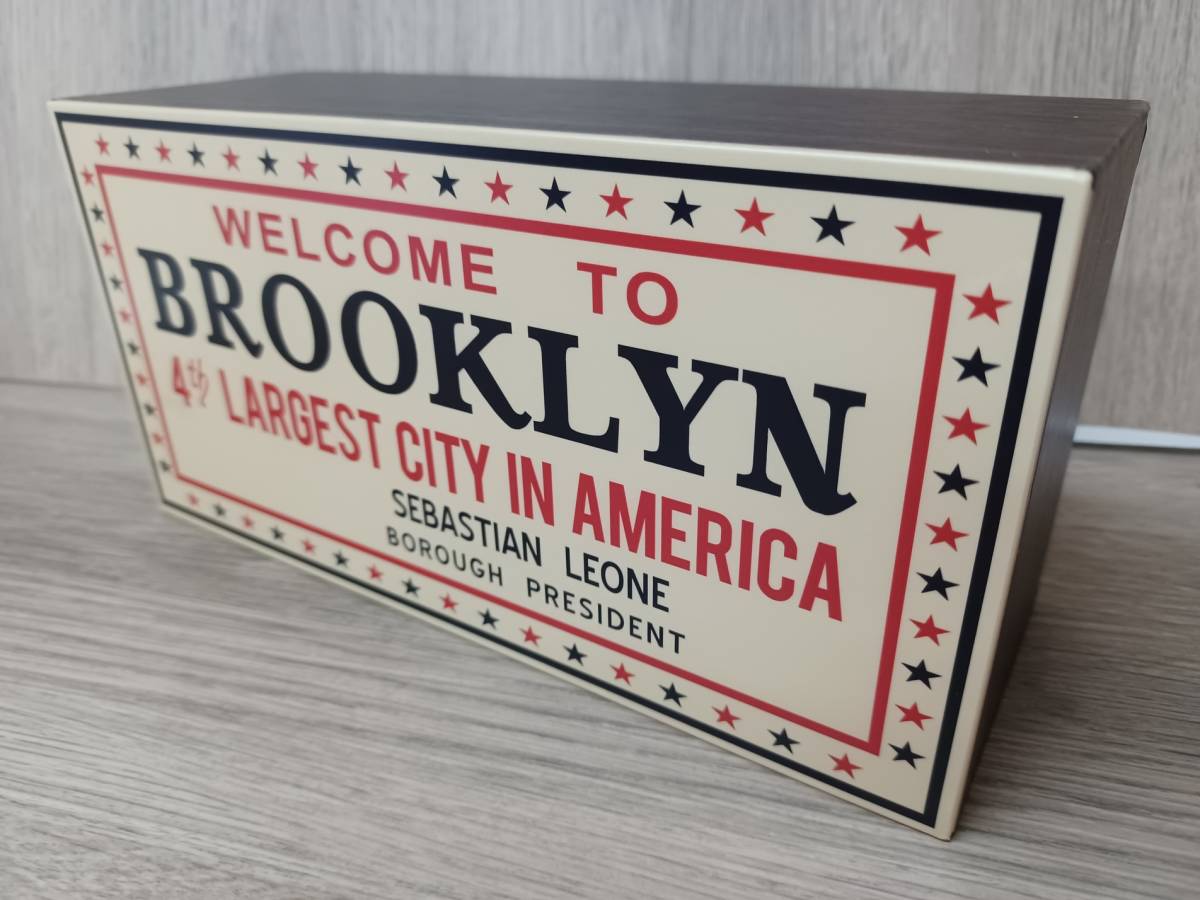 WELCOME TO
BROOKLYN
4th LARGEST CITY IN AMERICA
SEBASTIAN LEONE
BOROUGH PRESIDENT